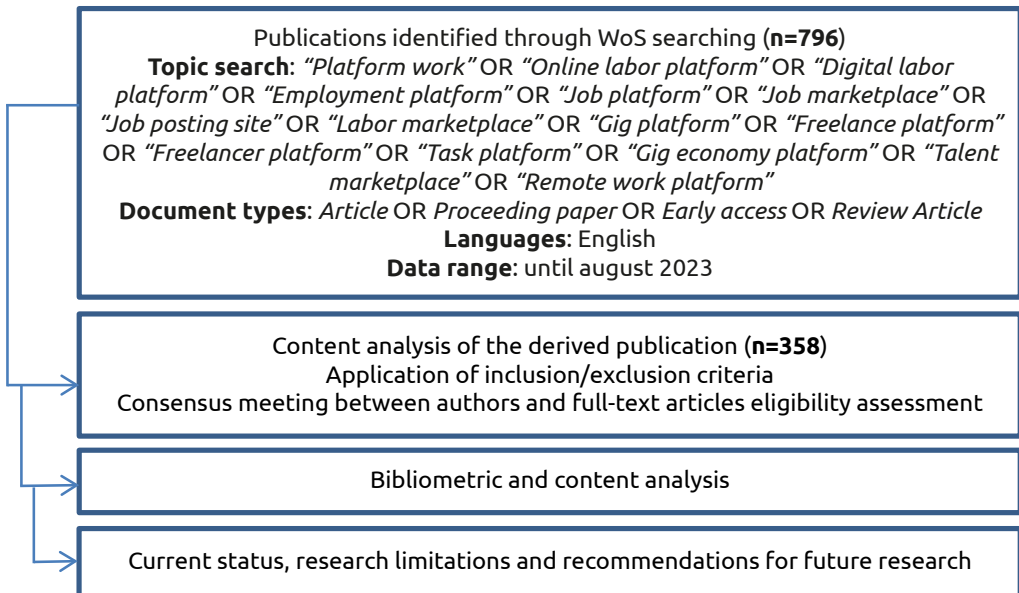 Publications identified through WoS searching (n=796)
Topic search: “Platform work” OR “Online labor platform” OR “Digital labor
platform” OR “Employment platform” OR “Job platform” OR “Job marketplace” OR
“Job posting site” OR “Labor marketplace” OR “Gig platform” OR “Freelance platform”
OR “Freelancer platform” OR “Task platform” OR “Gig economy platform” OR “Talent
marketplace” OR “Remote work platform”
Document types: Article OR Proceeding paper OR Early access OR Review Article
Languages: English
Data range: until august 2023
Content analysis of the derived publication (n=358)
Application of inclusion/exclusion criteria
Consensus meeting between authors and full-text articles eligibility assessment
Bibliometric and content analysis
Current status, research limitations and recommendations for future research